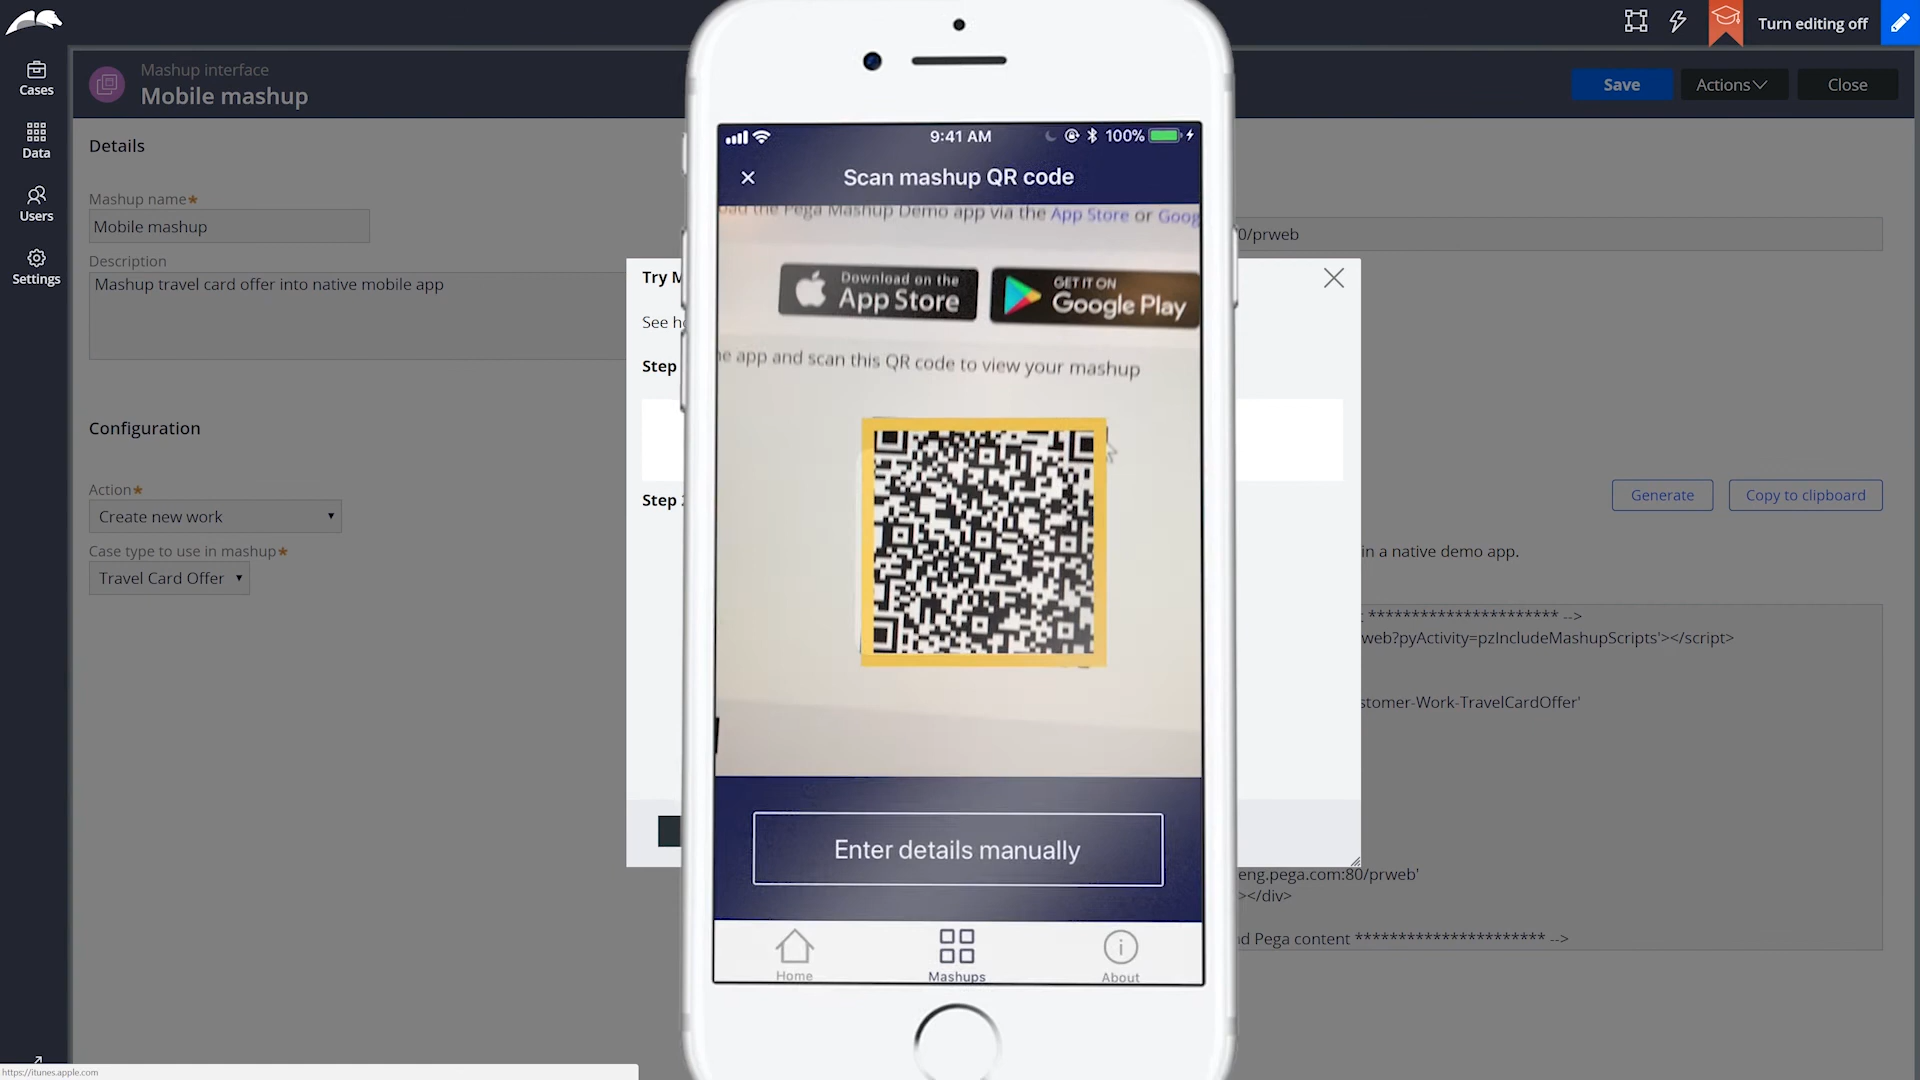 Turn editing off
Cases
Data
Users
Settings
Mashup interface
Mobile mashup
Save
Actions
Close
Details
Mashup name*
Mobile mashup
Description
Mashup travel card offer into native mobile app
Configuration
Action*
Create new work
Case type to use in mashup*
Travel Card Offer
0/prweb
Generate
Copy to clipboard
in a native demo app.
********************** -->
web?pyActivity=pzIncludeMashupScripts'></script>
stomer-Work-TravelCardOffer'
eng.pega.com:80/prweb'
></div>
Pega content ********************** -->
Try
See
Step
Step
9:41 AM
100%
Scan mashup QR code
the Pega Mashup Demo app via the App Store or
Download on the
App Store
GET IT ON
Google Play
app and scan this QR code to view your mashup
Enter details manually
Home
Mashups
About
https://itunes.apple.com